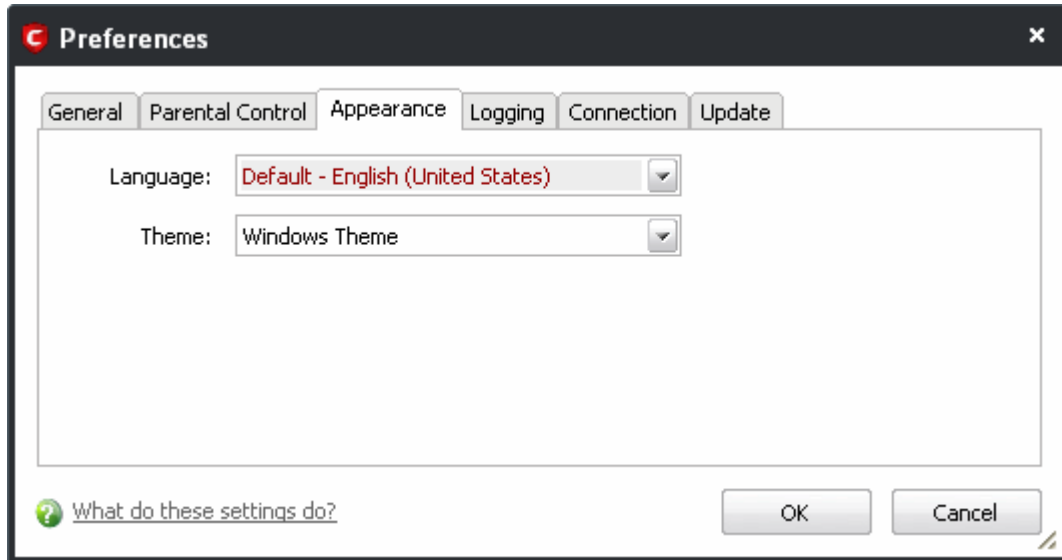 Preferences
General Parental Control Appearance Logging Connection Update
Language: Default - English (United States)
Theme: Windows Theme
What do these settings do? OK Cancel